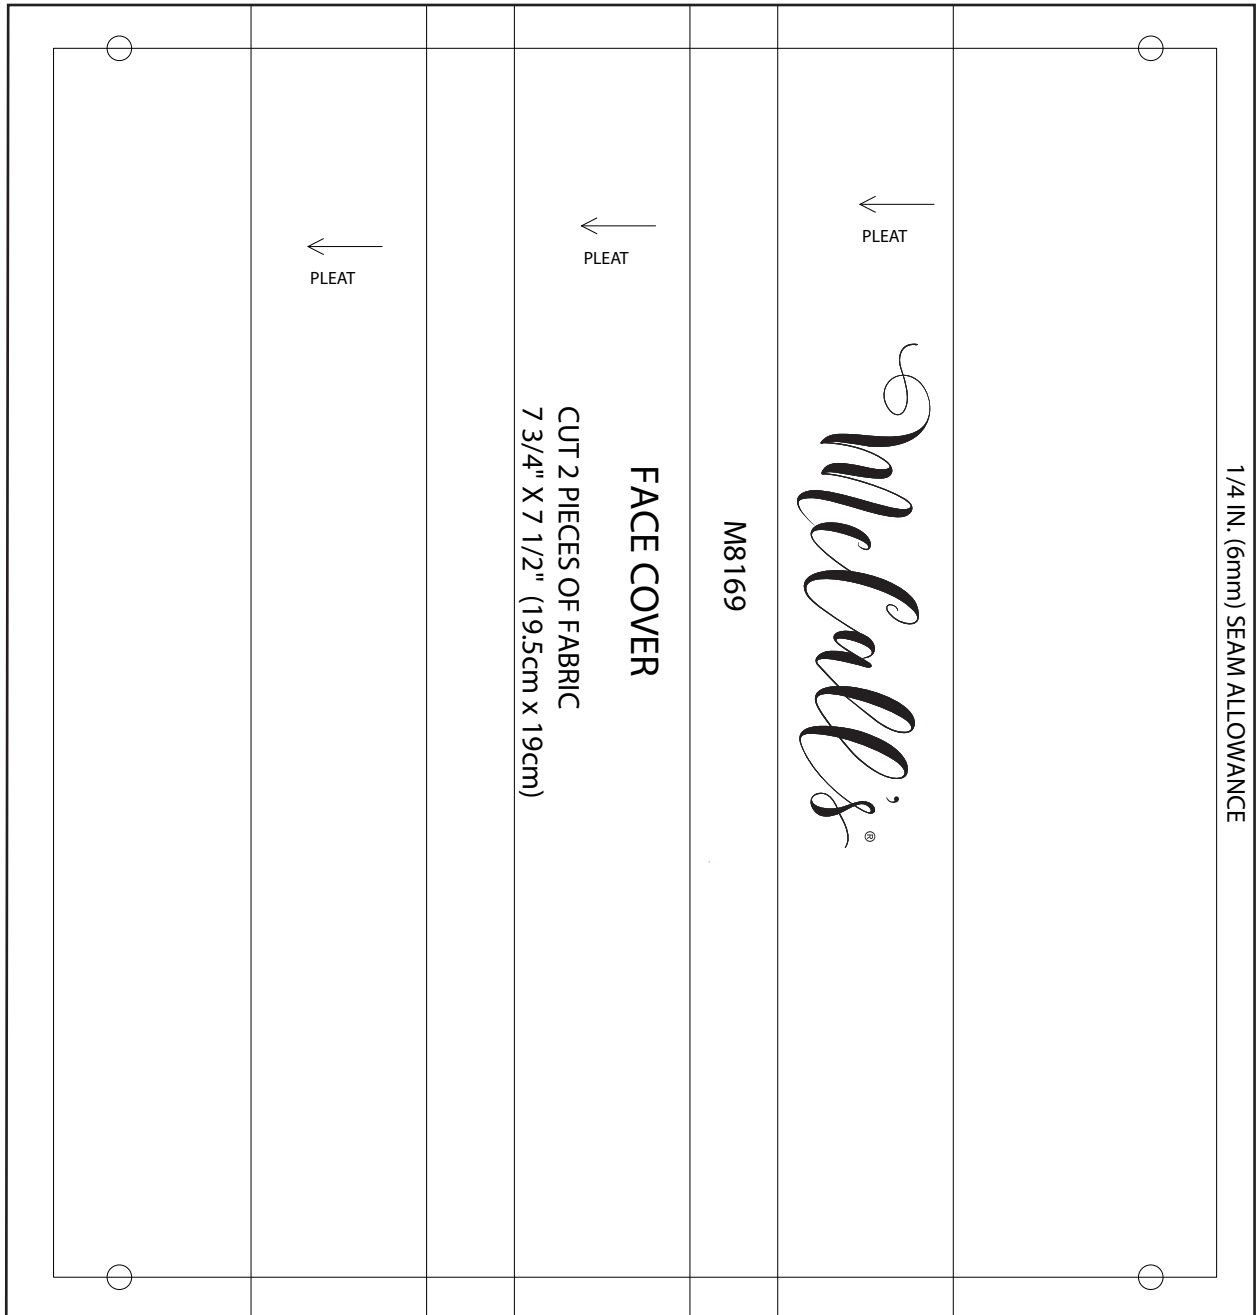 PLEAT
PLEAT
PLEAT
1/4 IN. (6mm) SEAM ALLOWANCE
McCall's®
M8169
FACE COVER
CUT 2 PIECES OF FABRIC
7 3/4" X 7 1/2" (19.5cm x 19cm)